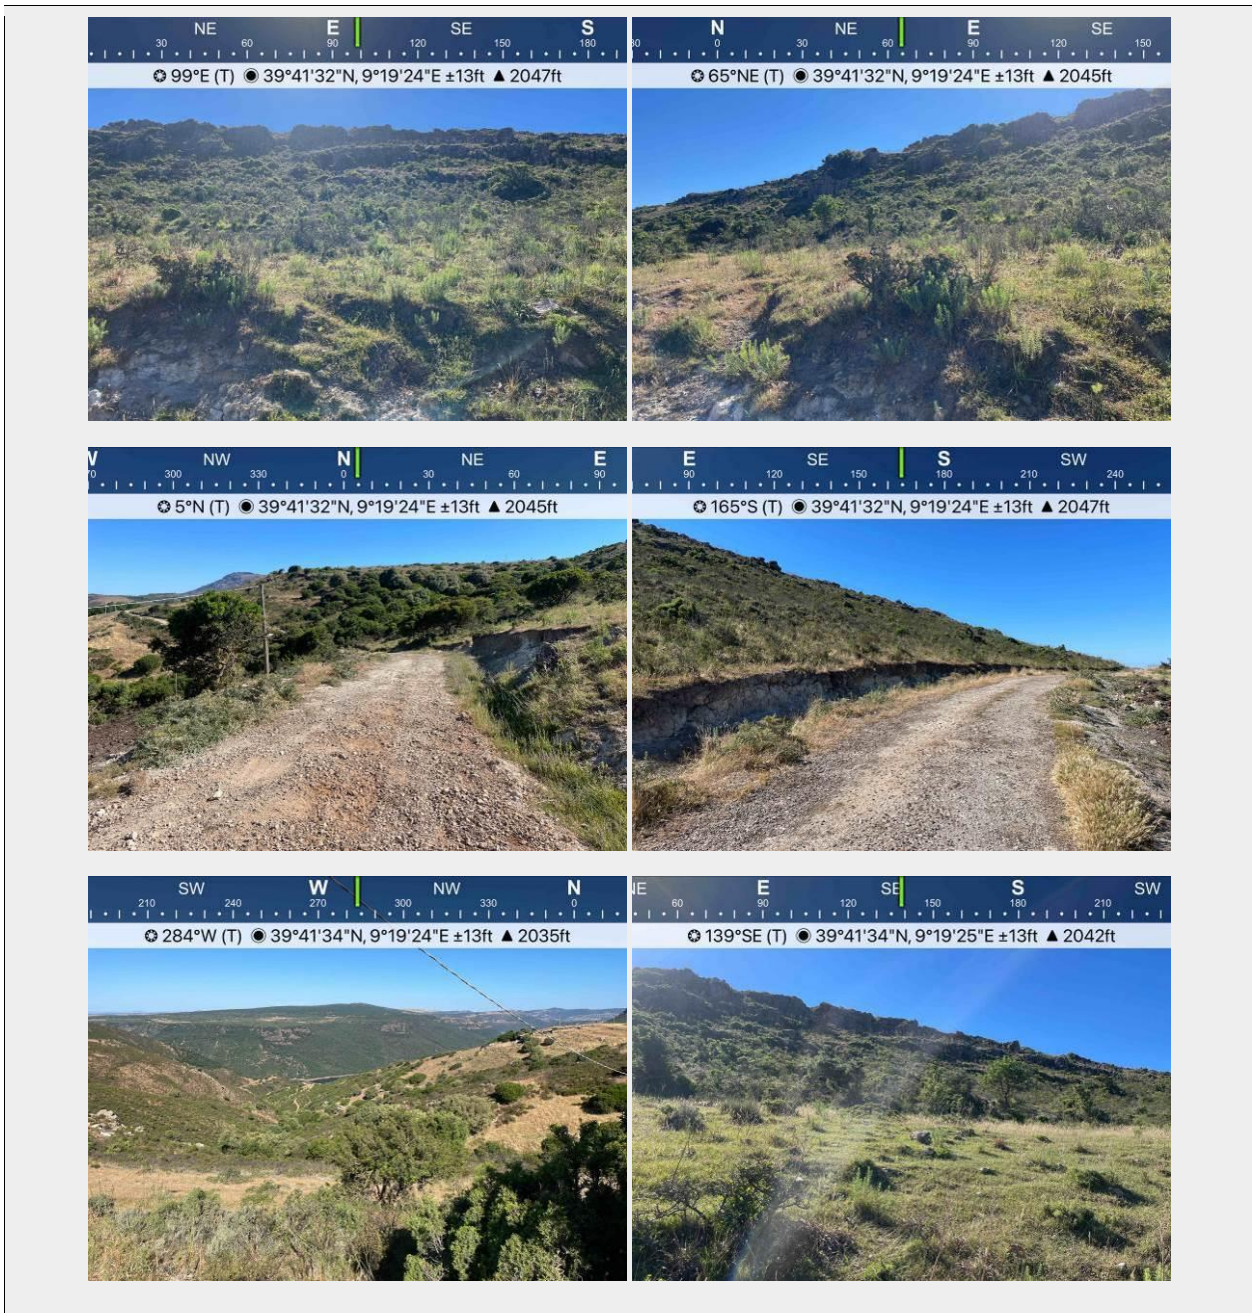 NE E SE S
30 60 90 120 150 180
99°E (T) 39°41'32"N, 9°19'24"E ±13ft ▲ 2047ft
N NE E SE
30 60 90 120 150
65°NE (T) 39°41'32"N, 9°19'24"E ±13ft ▲ 2045ft
NW N NE E
300 330 0 30 60 90
5°N (T) 39°41'32"N, 9°19'24"E ±13ft ▲ 2045ft
E SE S SW
90 120 150 180 210 240
165°S (T) 39°41'32"N, 9°19'24"E ±13ft ▲ 2047ft
SW W NW N
210 240 270 300 330 0
284°W (T) 39°41'34"N, 9°19'24"E ±13ft ▲ 2035ft
E SE S SW
60 90 120 150 180 210
139°SE (T) 39°41'34"N, 9°19'25"E ±13ft ▲ 2042ft